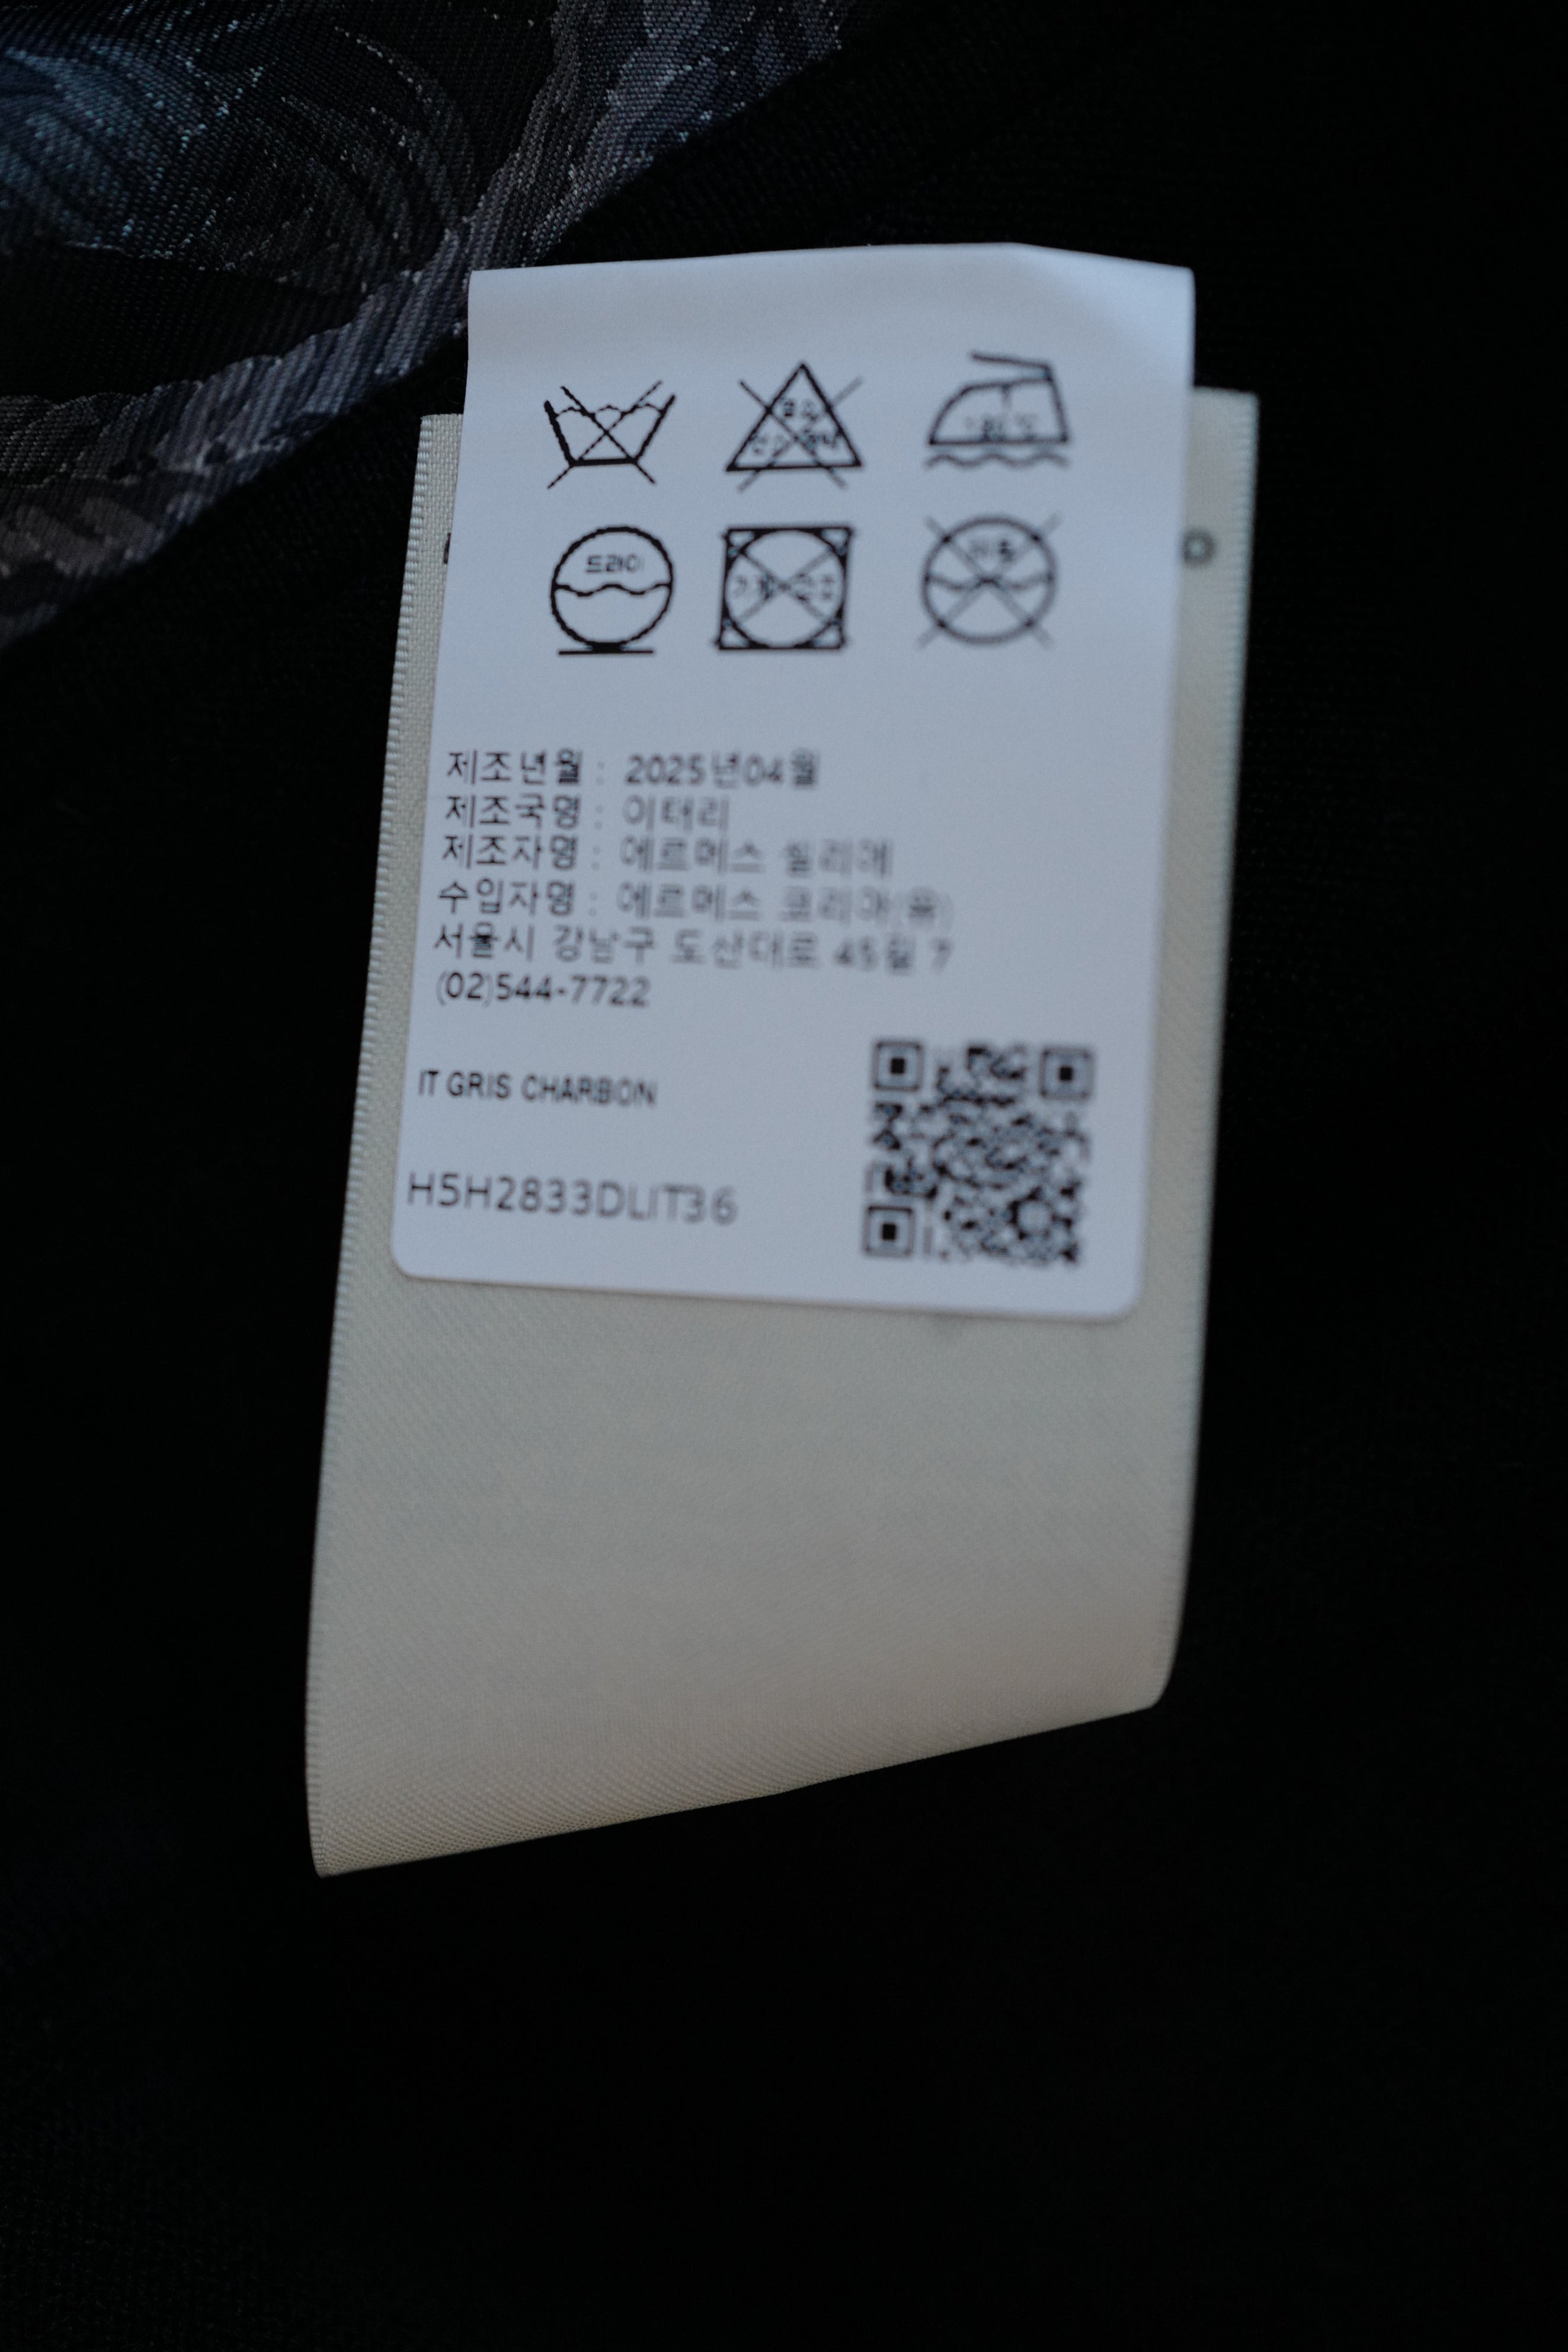 드라이
제조년월 : 2025년04월
제조국명 : 이태리
제조자명 : 에르메스 셀리에
수입자명 : 에르메스 코리아(유)
서울시 강남구 도산대로 45길 7
(02)544-7722
IT GRIS CHARBON
H5H2833DLIT36